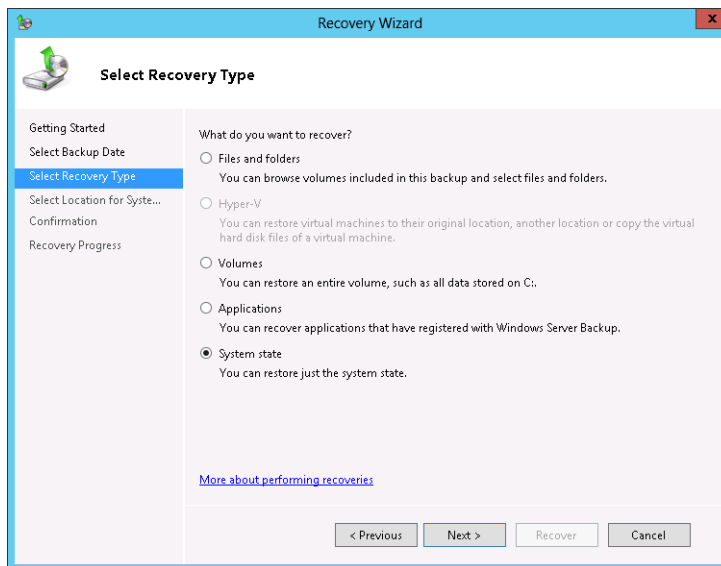 Recovery Wizard
x
Select Recovery Type
Getting Started
Select Backup Date
Select Recovery Type
Select Location for Syste...
Confirmation
Recovery Progress
What do you want to recover?
Files and folders
You can browse volumes included in this backup and select files and folders.
Hyper-V
You can restore virtual machines to their original location, another location or copy the virtual
hard disk files of a virtual machine.
Volumes
You can restore an entire volume, such as all data stored on C:.
Applications
You can recover applications that have registered with Windows Server Backup.
System state
You can restore just the system state.
More about performing recoveries
< Previous Next > Recover Cancel